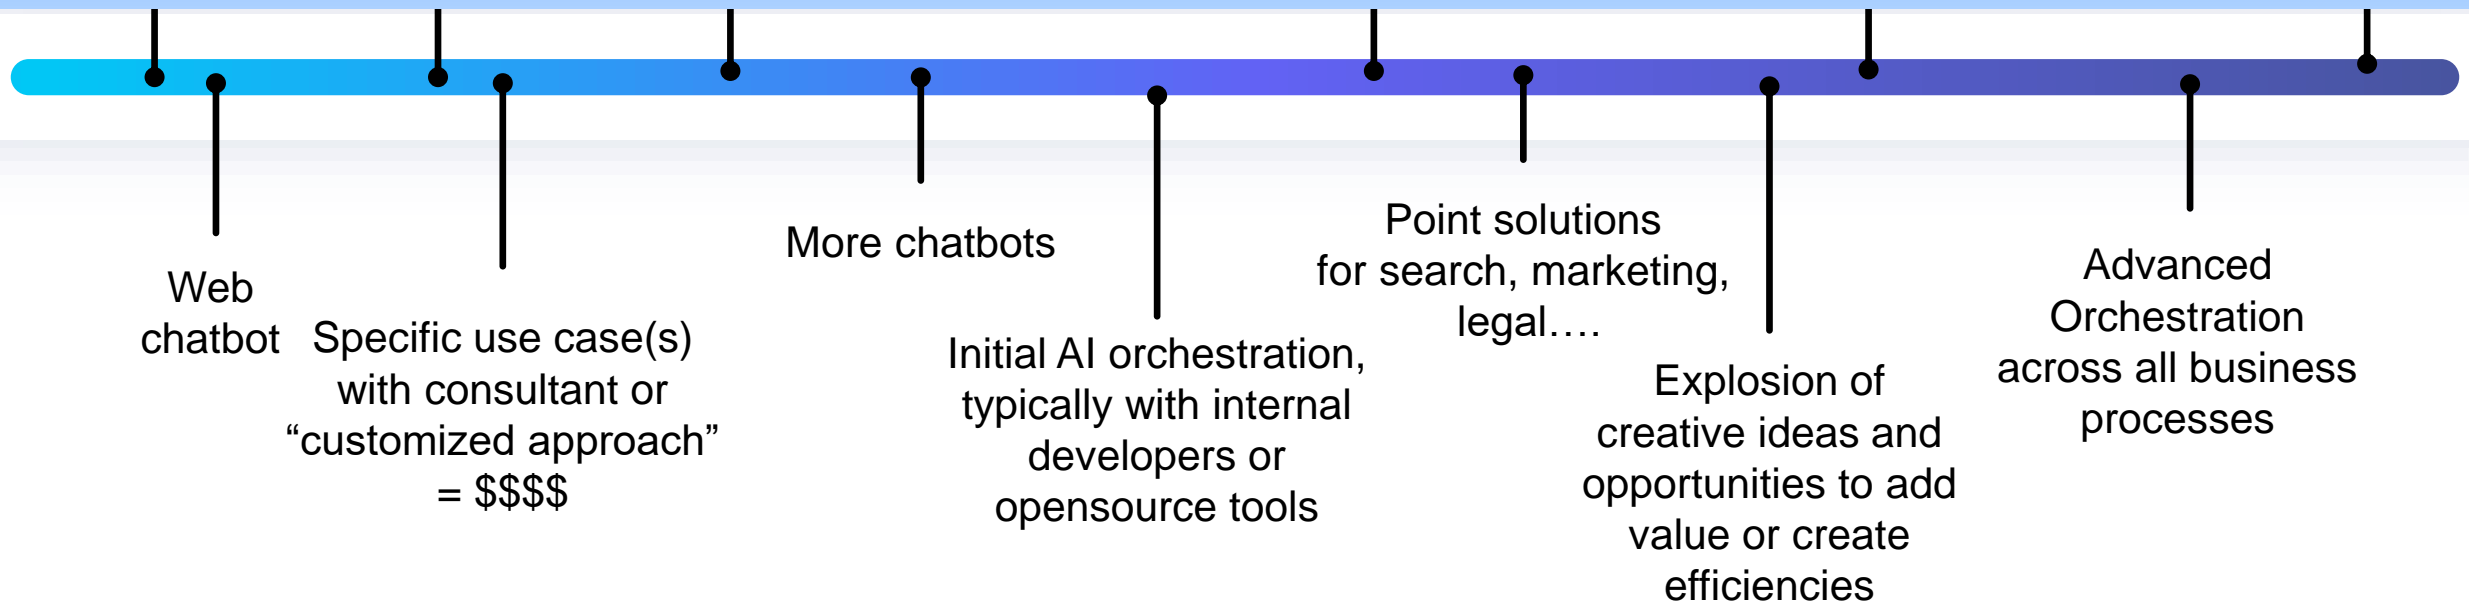 Web
chatbot
Specific use case(s)
with consultant or
“customized approach”
= $$$$
More chatbots
Initial AI orchestration,
typically with internal
developers or
opensource tools
Point solutions
for search, marketing,
legal….
Explosion of
creative ideas and
opportunities to add
value or create
efficiencies
Advanced
Orchestration
across all business
processes